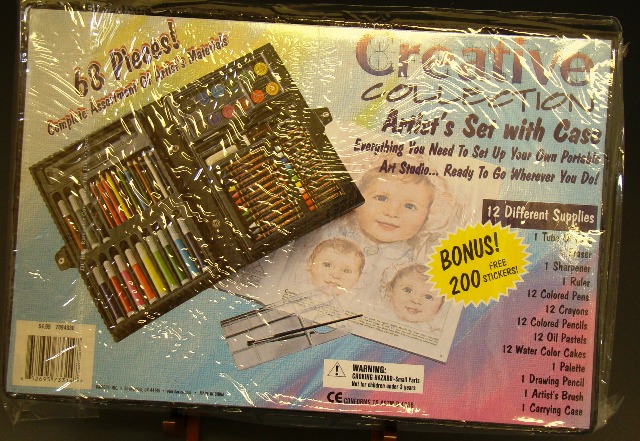 68 Pieces!
Complete Assortment Of Artist's Materials
Creative
COLLECTION
Artist's Set with Case
Everything You Need To Set Up Your Own Portable
Art Studio... Ready To Go Wherever You Do!
12 Different Supplies
1 Tube
Eraser
1 Sharpener
1 Ruler
12 Colored Pens
12 Crayons
12 Colored Pencils
12 Oil Pastels
12 Water Color Cakes
1 Palette
1 Drawing Pencil
1 Artist's Brush
1 Carrying Case
BONUS!
200 FREE
STICKERS!
WARNING:
CHOKING HAZARD-Small Parts
Not for children under 3 years
CE CONFORMS TO ASTM